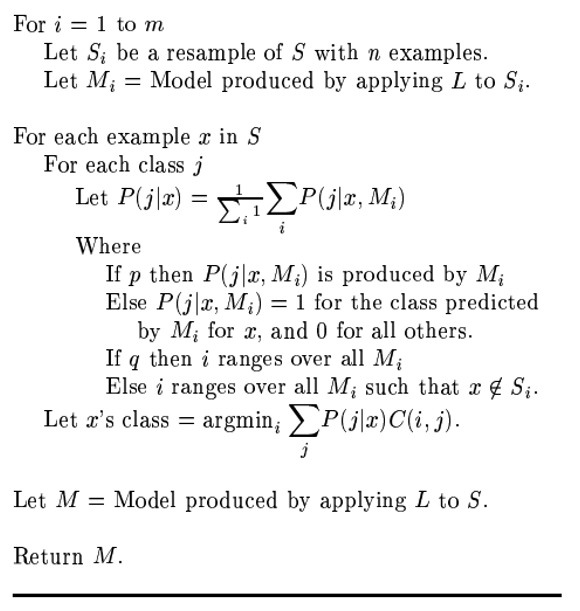 For i = 1 to m
Let S_i be a resample of S with n examples.
Let M_i = Model produced by applying L to S_i.
For each example x in S
For each class j
Let P(j|x) = \frac{1}{\sum_i 1} \sum_i P(j|x, M_i)
Where
If p then P(j|x, M_i) is produced by M_i
Else P(j|x, M_i) = 1 for the class predicted
by M_i for x, and 0 for all others.
If q then i ranges over all M_i
Else i ranges over all M_i such that x ∉ S_i.
Let x's class = argmin_i \sum_j P(j|x)C(i, j).
Let M = Model produced by applying L to S.
Return M.